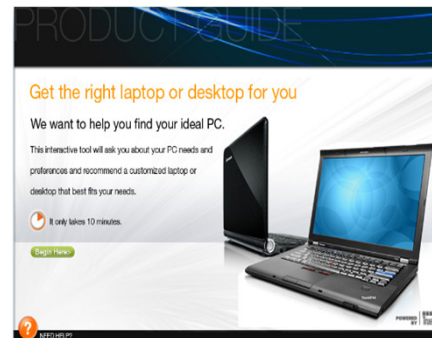 PRODUCT GUIDE
Get the right laptop or desktop for you
We want to help you find your ideal PC.
This interactive tool will ask you about your PC needs and
preferences and recommend a customized laptop or
desktop that best fits your needs.
It only takes 10 minutes.
Begin Here>
ThinkPad
POWERED
BY
?
NEED HELP?